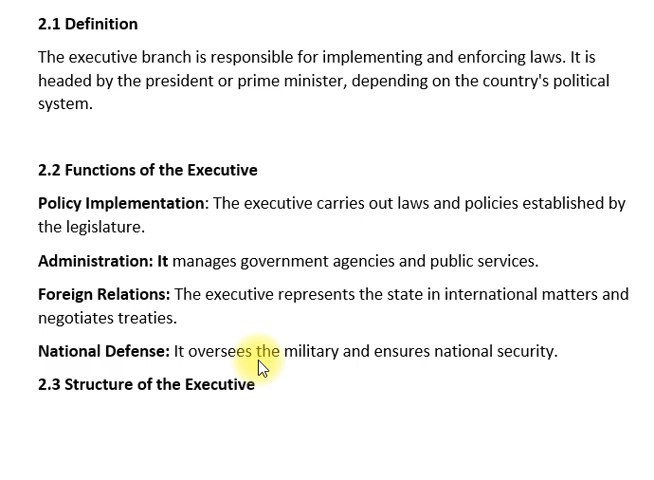 2.1 Definition
The executive branch is responsible for implementing and enforcing laws. It is
headed by the president or prime minister, depending on the country's political
system.
2.2 Functions of the Executive
Policy Implementation: The executive carries out laws and policies established by
the legislature.
Administration: It manages government agencies and public services.
Foreign Relations: The executive represents the state in international matters and
negotiates treaties.
National Defense: It oversees the military and ensures national security.
2.3 Structure of the Executive